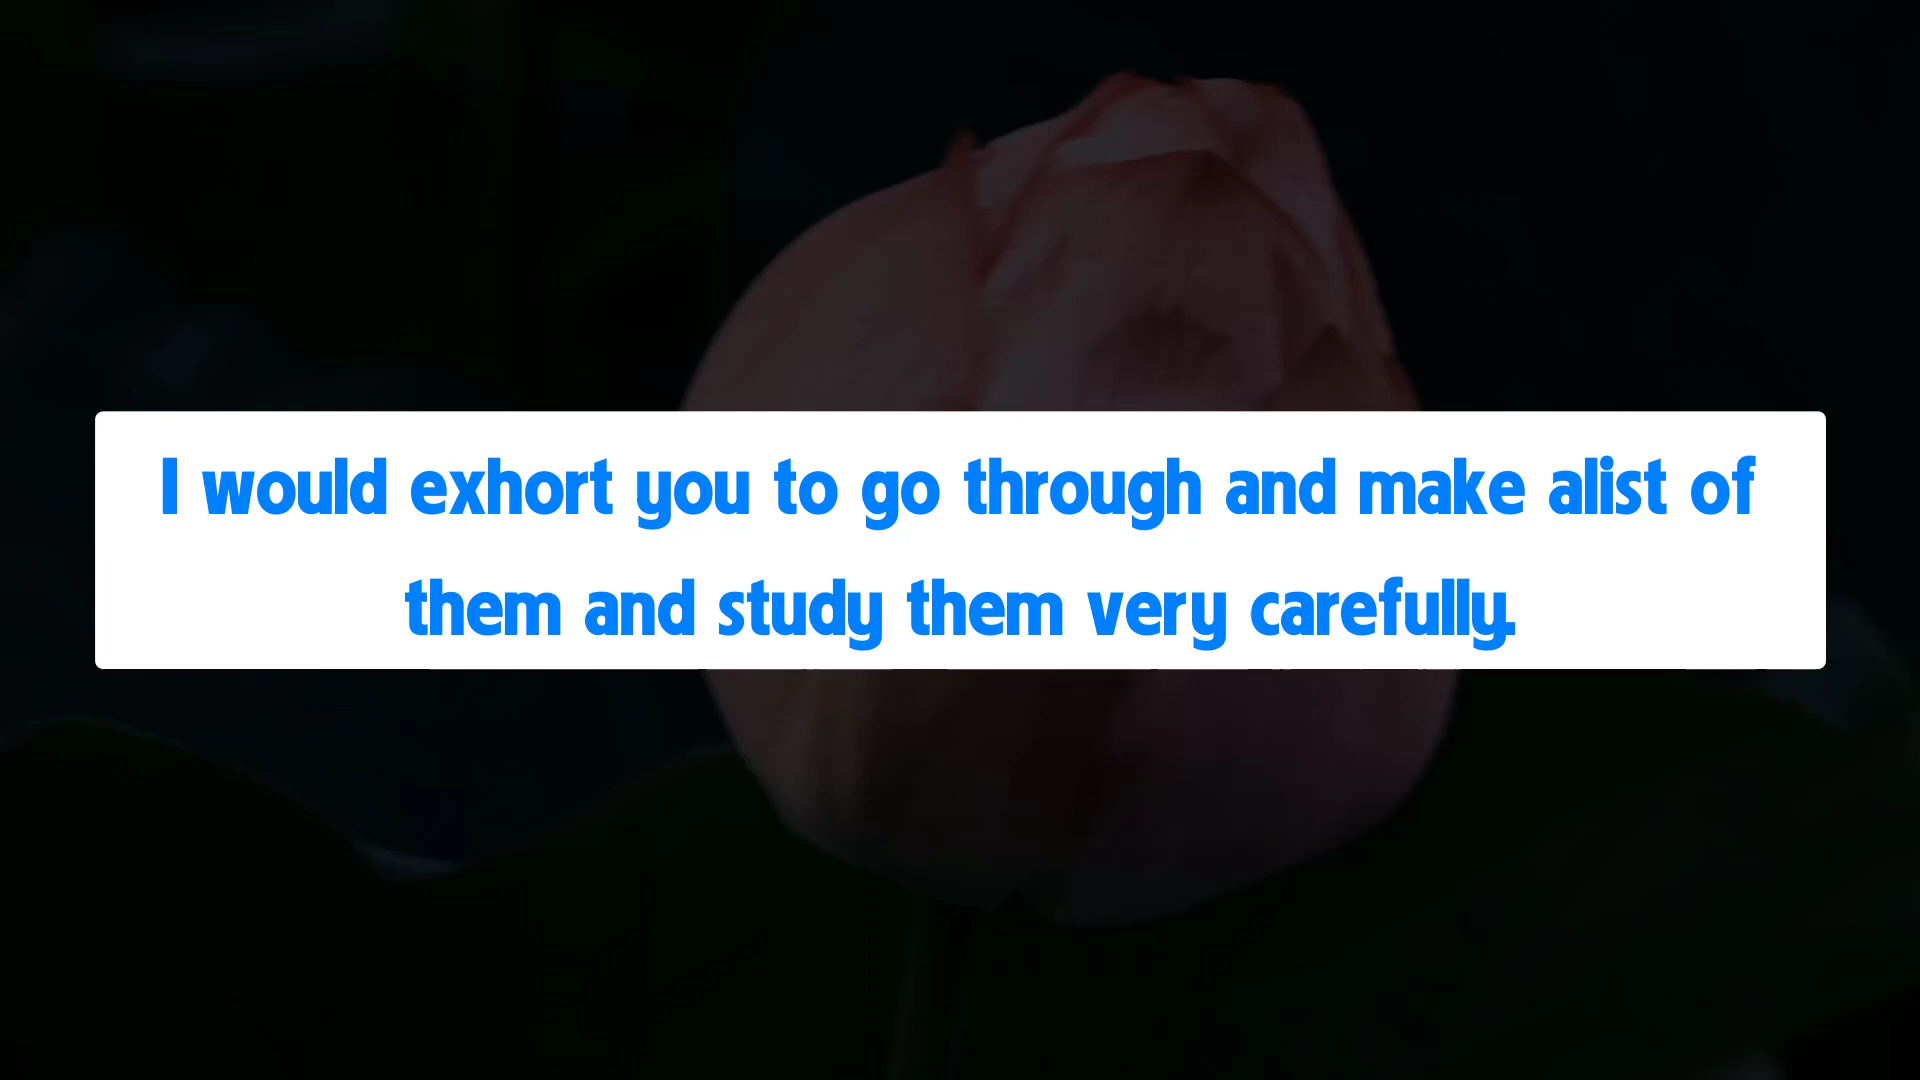 I would exhort you to go through and make alist of
them and study them very carefully.